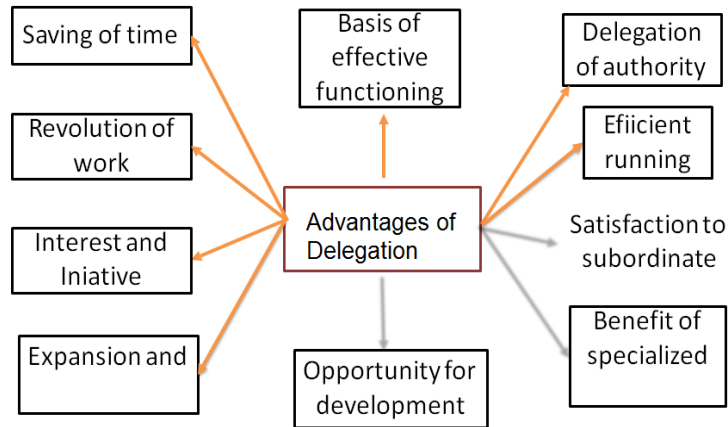 Saving of time
Basis of
effective
functioning
Delegation
of authority
Revolution of
work
Efiicient
running
Advantages of
Delegation
Interest and
Iniative
Satisfaction to
subordinate
Expansion and
Opportunity for
development
Benefit of
specialized